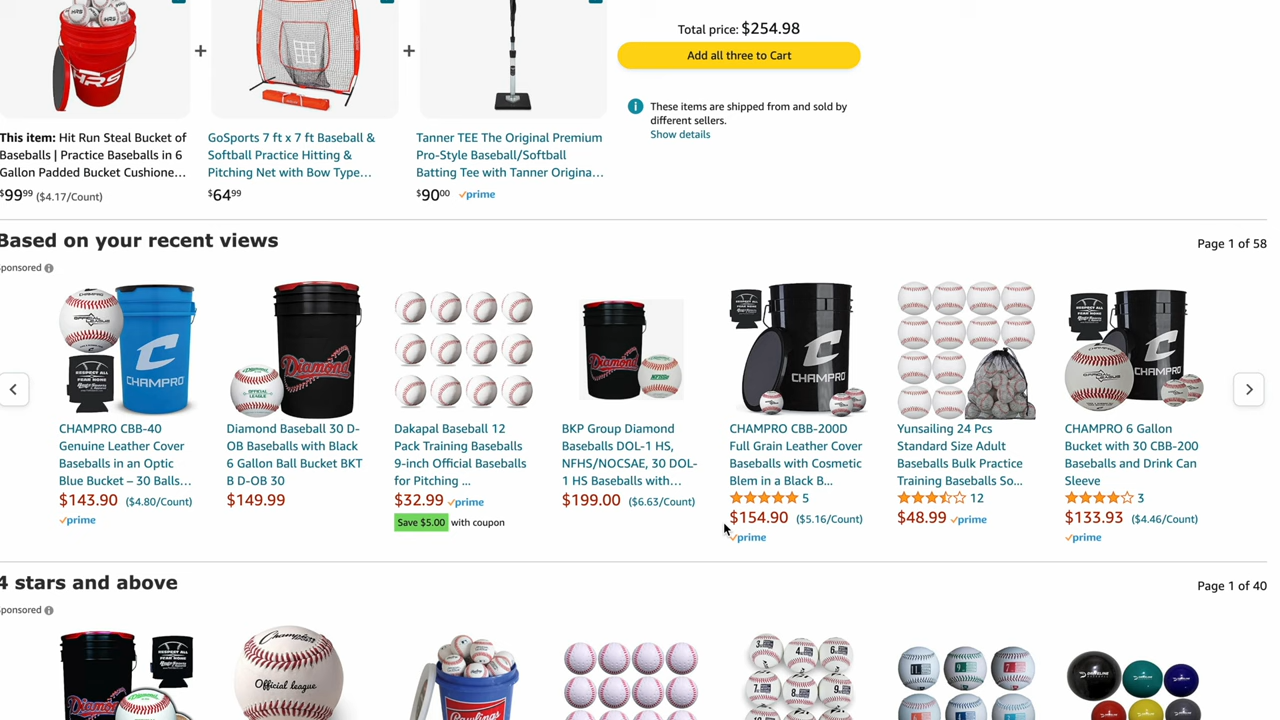 HRS
Total price: $254.98
Add all three to Cart
These items are shipped from and sold by
different sellers.
Show details
This item: Hit Run Steal Bucket of
Baseballs | Practice Baseballs in 6
Gallon Padded Bucket Cushione...
$99⁹⁹ ($4.17/Count)
GoSports 7 ft x 7 ft Baseball &
Softball Practice Hitting &
Pitching Net with Bow Type...
$64⁹⁹
Tanner TEE The Original Premium
Pro-Style Baseball/Softball
Batting Tee with Tanner Origina...
$90⁰⁰ prime
Based on your recent views
Page 1 of 58
Sponsored
CHAMPRO
Diamond
Diamond
CHAMPRO
CHAMPRO
CHAMPRO CBB-40
Genuine Leather Cover
Baseballs in an Optic
Blue Bucket – 30 Balls...
$143.90 ($4.80/Count)
prime
Diamond Baseball 30 D-
OB Baseballs with Black
6 Gallon Ball Bucket BKT
B D-OB 30
$149.99
Dakapal Baseball 12
Pack Training Baseballs
9-inch Official Baseballs
for Pitching ...
$32.99 prime
Save $5.00 with coupon
BKP Group Diamond
Baseballs DOL-1 HS,
NFHS/NOCSAE, 30 DOL-
1 HS Baseballs with...
$199.00 ($6.63/Count)
CHAMPRO CBB-200D
Full Grain Leather Cover
Baseballs with Cosmetic
Blem in a Black B...
5
$154.90 ($5.16/Count)
prime
Yunsailing 24 Pcs
Standard Size Adult
Baseballs Bulk Practice
Training Baseballs So...
12
$48.99 prime
CHAMPRO 6 Gallon
Bucket with 30 CBB-200
Baseballs and Drink Can
Sleeve
3
$133.93 ($4.46/Count)
prime
4 stars and above
Page 1 of 40
Sponsored
Diamond
Champion
Official league
Rawlings